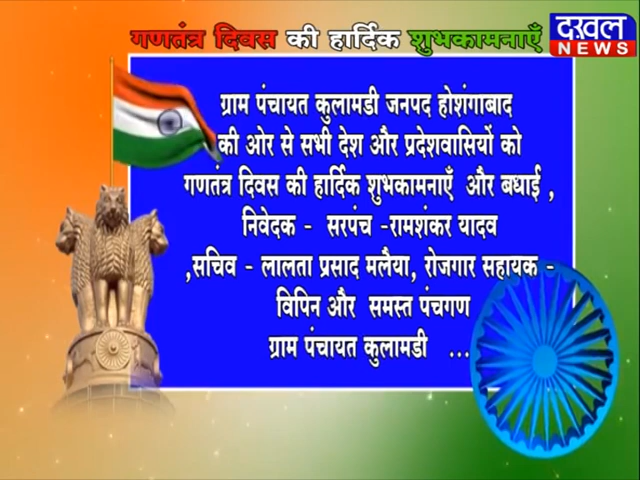 गणतंत्र दिवस की हार्दिक शुभकामनाएँ
दख़ल
NEWS
ग्राम पंचायत कुलामडी जनपद होशंगाबाद
की ओर से सभी देश और प्रदेशवासियों को
गणतंत्र दिवस की हार्दिक शुभकामनाएँ और बधाई ,
निवेदक - सरपंच -रामशंकर यादव
,सचिव - लालता प्रसाद मलैया, रोजगार सहायक -
विपिन और समस्त पंचगण
ग्राम पंचायत कुलामडी ...